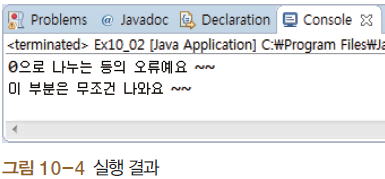 Problems @ Javadoc Declaration Console
<terminated> Ex10_02 [Java Application] C:₩Program Files₩Ja
0으로 나누는 등의 오류예요 ~~
이 부분은 무조건 나와요 ~~
그림 10-4 실행 결과